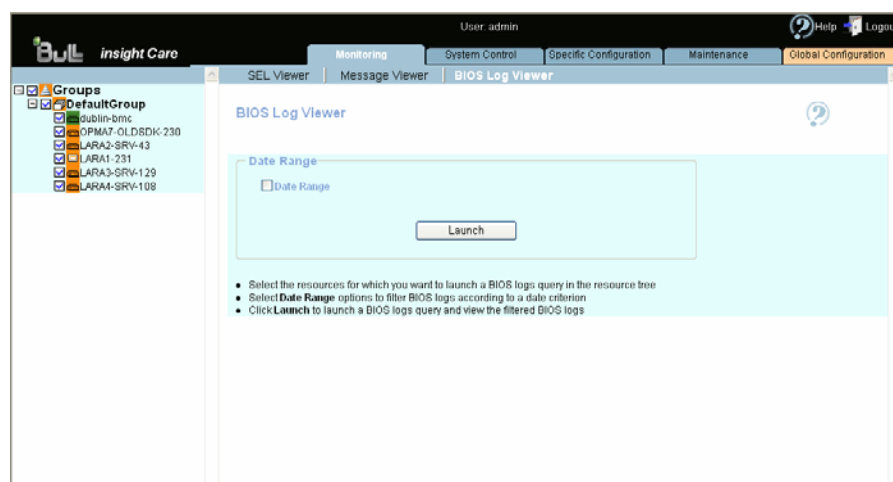 User: admin
Help Logou
Bull insight Care
Monitoring System Control Specific Configuration Maintenance Global Configuration
SEL Viewer Message Viewer BIOS Log Viewer
Groups
DefaultGroup
dublin-bmc
OPMA7-OLDSDK-230
LARA2-SRV-43
LARA1-231
LARA3-SRV-129
LARA4-SRV-108
BIOS Log Viewer
Date Range
Date Range
Launch
• Select the resources for which you want to launch a BIOS logs query in the resource tree
• Select Date Range options to filter BIOS logs according to a date criterion
• Click Launch to launch a BIOS logs query and view the filtered BIOS logs